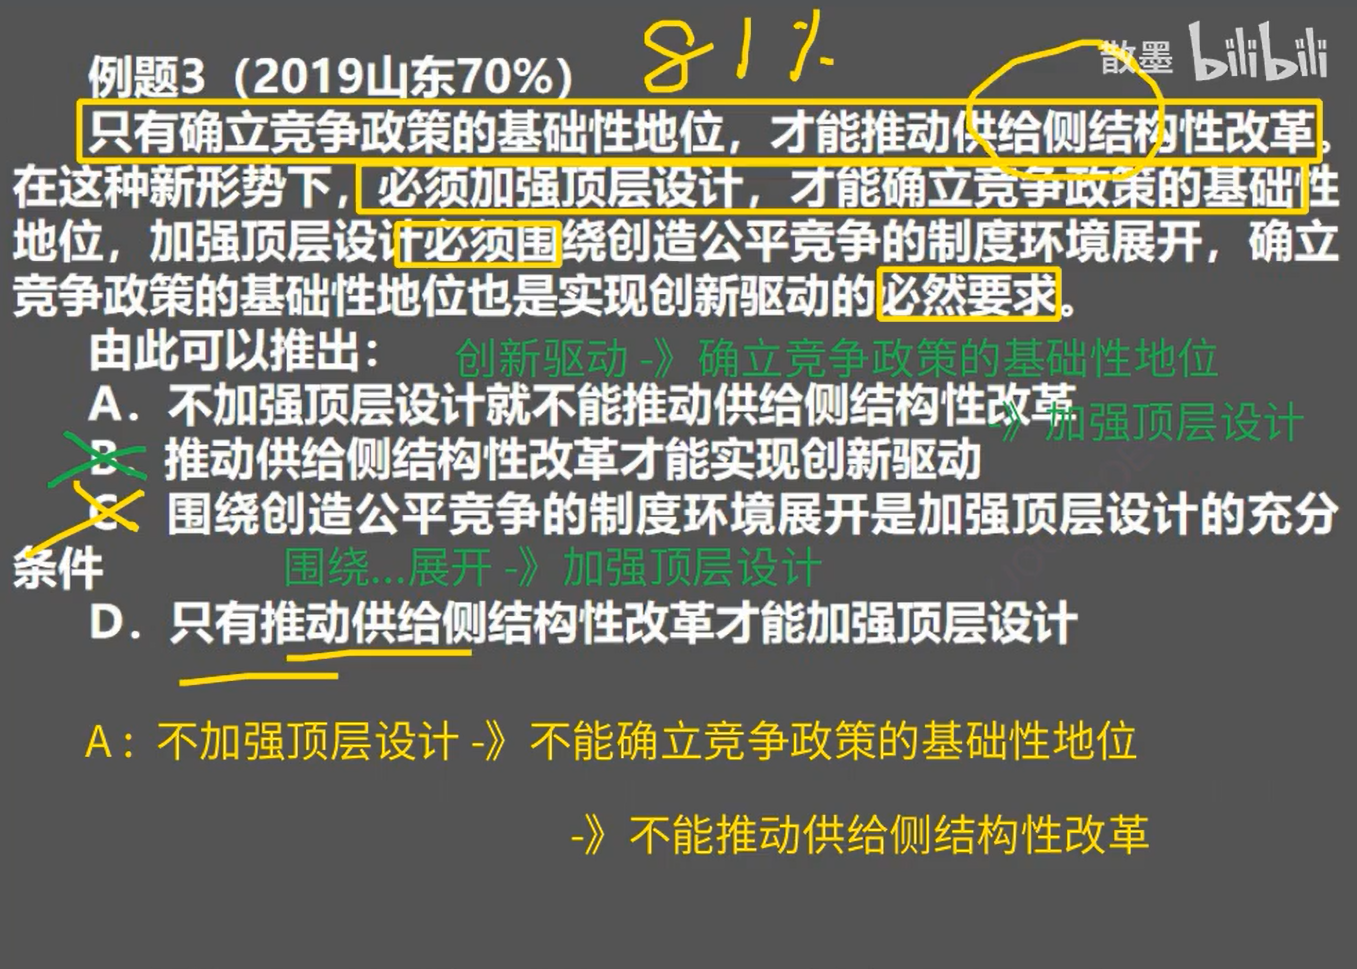 81%
散墨 bilibili
例题3（2019山东70%）
只有确立竞争政策的基础性地位，才能推动供给侧结构性改革。
在这种新形势下，必须加强顶层设计，才能确立竞争政策的基础性
地位，加强顶层设计必须围绕创造公平竞争的制度环境展开，确立
竞争政策的基础性地位也是实现创新驱动的必然要求。
由此可以推出：
创新驱动 -》确立竞争政策的基础性地位
A．不加强顶层设计就不能推动供给侧结构性改革
-》加强顶层设计
B．推动供给侧结构性改革才能实现创新驱动
C．围绕创造公平竞争的制度环境展开是加强顶层设计的充分
条件
围绕...展开 -》加强顶层设计
D．只有推动供给侧结构性改革才能加强顶层设计
A：不加强顶层设计 -》不能确立竞争政策的基础性地位
-》不能推动供给侧结构性改革